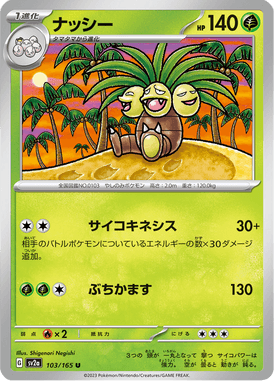 1進化
ナッシー
HP 140
タマタマから進化
全国図鑑NO.0103 やしのみポケモン 高さ:2.0m 重さ:120.0kg
サイコキネシス 30+
相手のバトルポケモンについているエネルギーの数×30ダメージ
追加。
ぶちかます 130
弱点 ×2 抵抗力 にげる
Illus. Shigenori Negishi
sv2a 103/165 U
3つの頭が 一丸となって 撃つ サイコパワーは
©2023 Pokémon/Nintendo/Creatures/GAME FREAK.